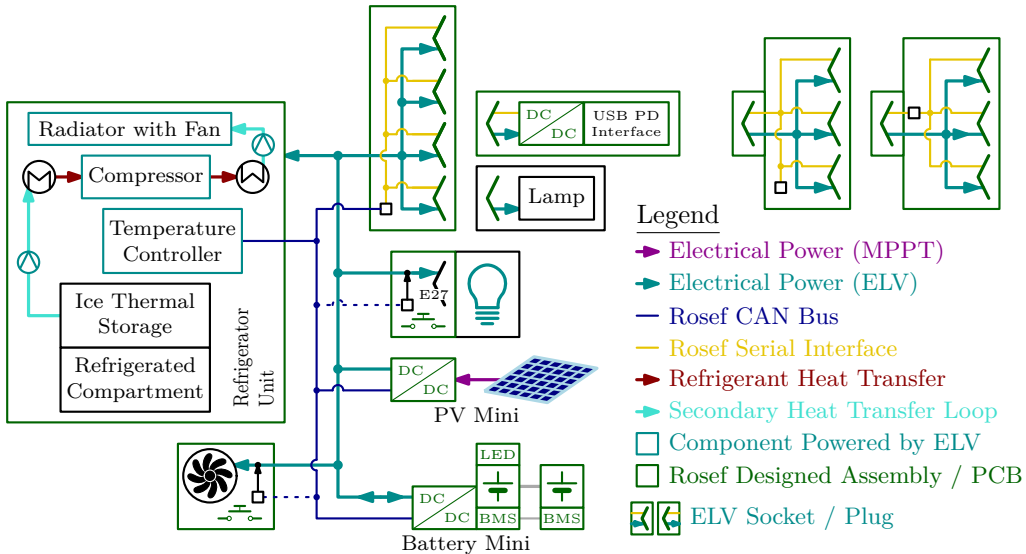 Radiator with Fan
Compressor
Temperature
Controller
Ice Thermal
Storage
Refrigerated
Compartment
Refrigerator
Unit
DC
DC
USB PD
Interface
Lamp
E27
DC
DC
PV Mini
LED
DC
DC
BMS
BMS
Battery Mini
Legend
Electrical Power (MPPT)
Electrical Power (ELV)
Rosef CAN Bus
Rosef Serial Interface
Refrigerant Heat Transfer
Secondary Heat Transfer Loop
Component Powered by ELV
Rosef Designed Assembly / PCB
ELV Socket / Plug